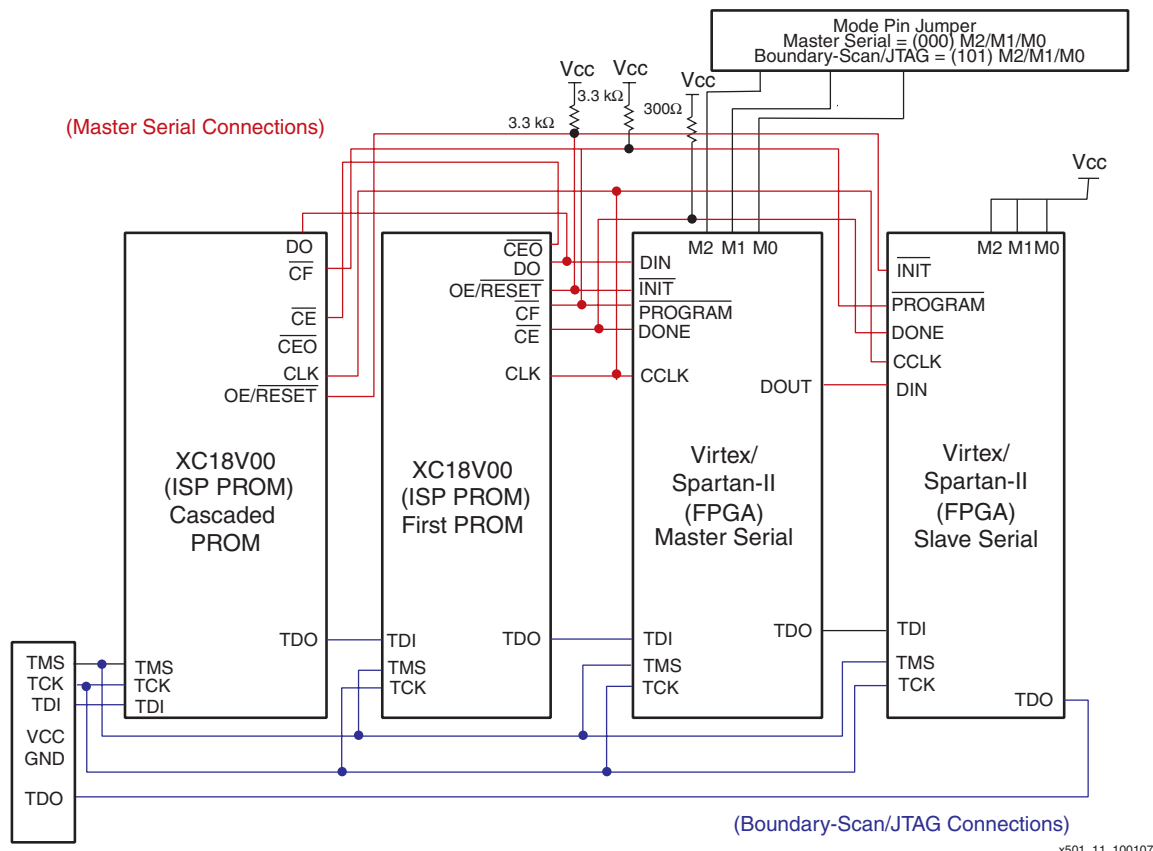 Mode Pin Jumper
Master Serial = (000) M2/M1/M0
Boundary-Scan/JTAG = (101) M2/M1/M0
Vcc
Vcc
Vcc
3.3 kΩ
3.3 kΩ
300Ω
(Master Serial Connections)
Vcc
DO
CF
CE
CEO
CLK
OE/RESET
XC18V00
(ISP PROM)
Cascaded
PROM
TDO
TMS
TCK
TDI
CEO
DO
OE/RESET
CF
CE
CLK
XC18V00
(ISP PROM)
First PROM
TDI
TDO
TMS
TCK
M2 M1 M0
DIN
INIT
PROGRAM
DONE
CCLK
DOUT
Virtex/
Spartan-II
(FPGA)
Master Serial
TDO
TDI
TMS
TCK
M2 M1M0
INIT
PROGRAM
DONE
CCLK
DIN
Virtex/
Spartan-II
(FPGA)
Slave Serial
TDI
TMS
TCK
TDO
TMS
TCK
TDI
VCC
GND
TDO
(Boundary-Scan/JTAG Connections)
x501_11_100107